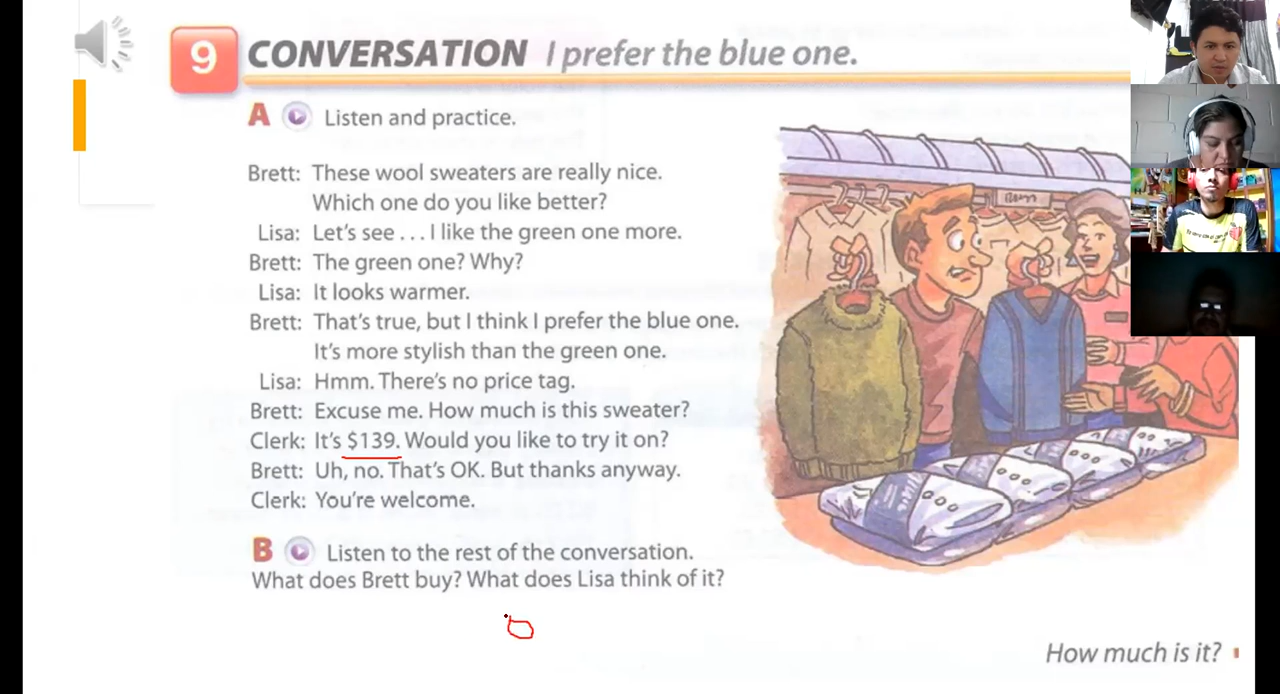 9 CONVERSATION I prefer the blue one.
A Listen and practice.
Brett: These wool sweaters are really nice.
Which one do you like better?
Lisa: Let's see . . . I like the green one more.
Brett: The green one? Why?
Lisa: It looks warmer.
Brett: That's true, but I think I prefer the blue one.
It's more stylish than the green one.
Lisa: Hmm. There's no price tag.
Brett: Excuse me. How much is this sweater?
Clerk: It's $139. Would you like to try it on?
Brett: Uh, no. That's OK. But thanks anyway.
Clerk: You're welcome.
B Listen to the rest of the conversation.
What does Brett buy? What does Lisa think of it?
How much is it?